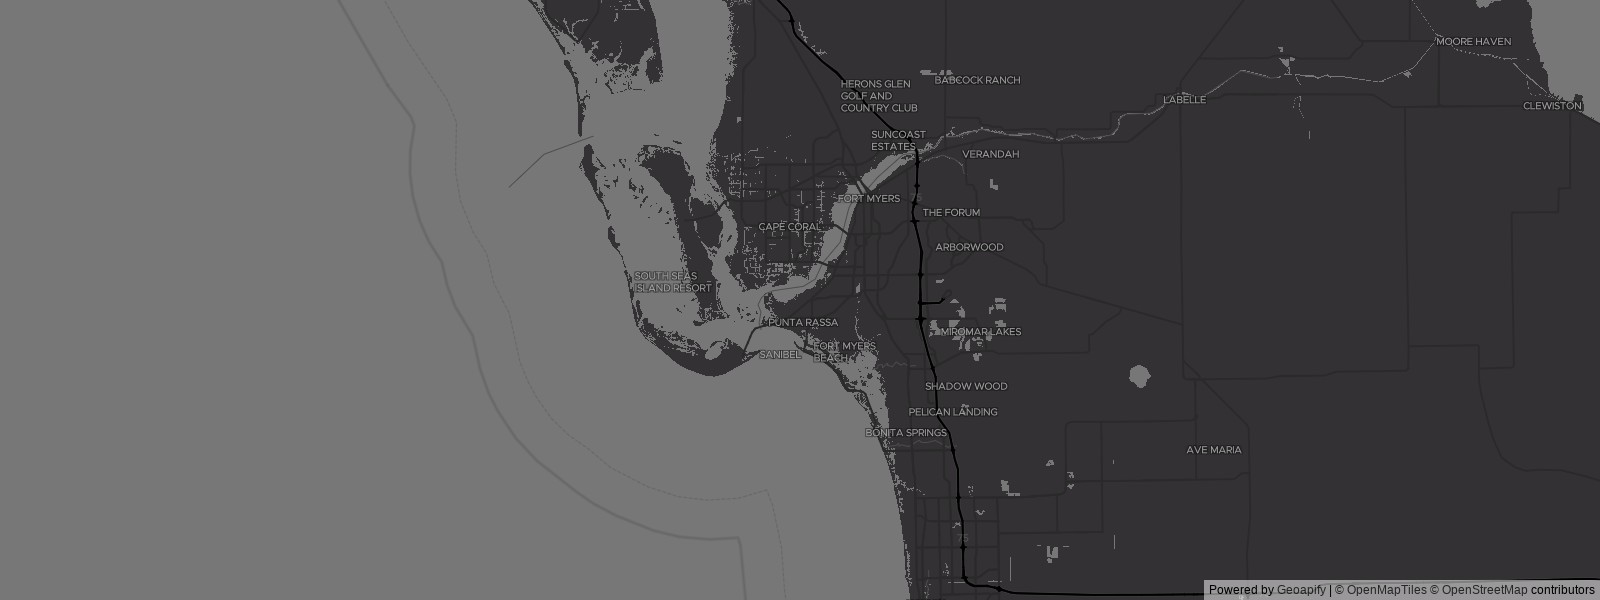 MOORE HAVEN
HERONS GLEN
GOLF AND
COUNTRY CLUB
BABCOCK RANCH
LABELLE
CLEWISTON
SUNCOAST
ESTATES
VERANDAH
FORT MYERS
75
THE FORUM
CAPE CORAL
ARBORWOOD
SOUTH SEAS
ISLAND RESORT
PUNTA RASSA
MIROMAR LAKES
SANIBEL
FORT MYERS
BEACH
SHADOW WOOD
PELICAN LANDING
BONITA SPRINGS
AVE MARIA
75
Powered by Geoapify | © OpenMapTiles © OpenStreetMap contributors